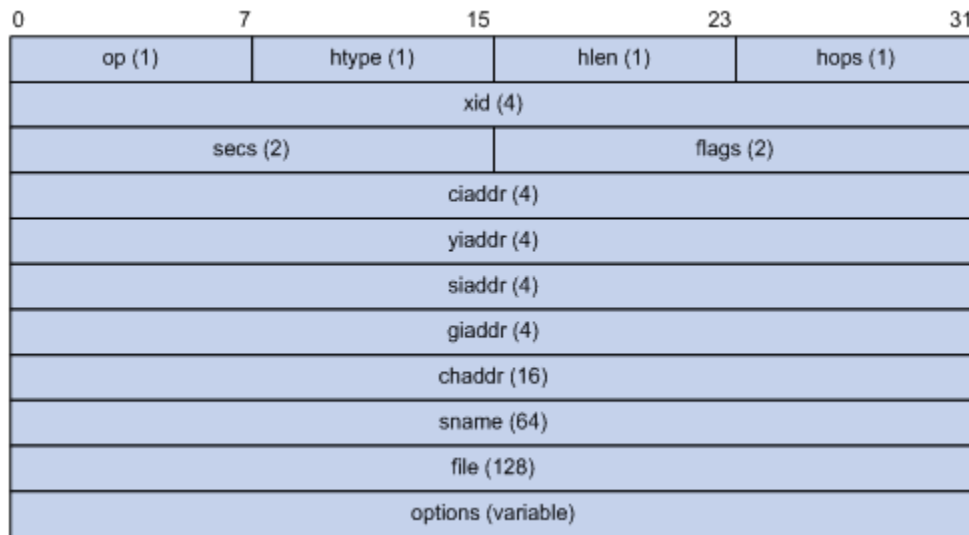 0 7 15 23 31
op (1) htype (1) hlen (1) hops (1)
xid (4)
secs (2) flags (2)
ciaddr (4)
yiaddr (4)
siaddr (4)
giaddr (4)
chaddr (16)
sname (64)
file (128)
options (variable)